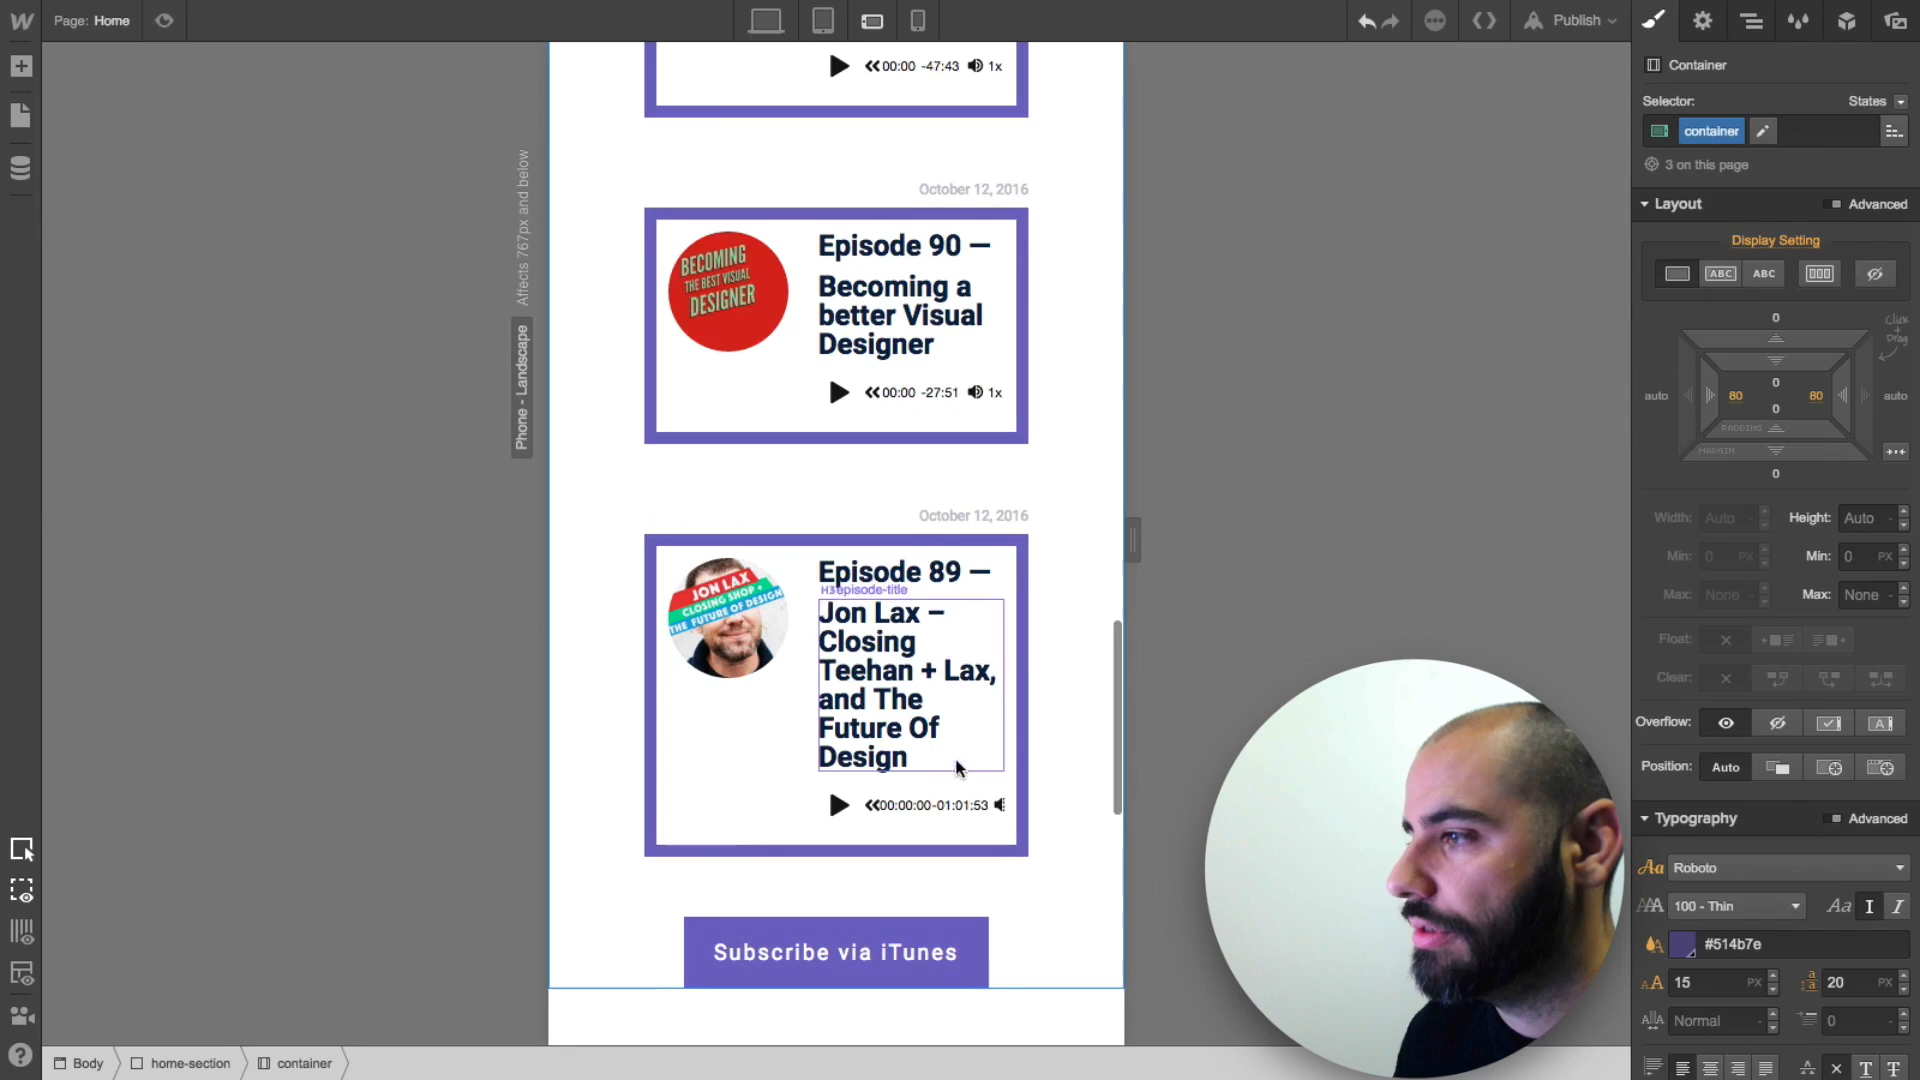 Page: Home
Publish
00:00 -47:43 1x
Container
Selector:
States
container
3 on this page
October 12, 2016
BECOMING
THE BEST VISUAL
DESIGNER
Episode 90 —
Becoming a
better Visual
Designer
00:00 -27:51 1x
Affects 767px and below
Phone - Landscape
Layout
Advanced
Display Setting
ABC
ABC
0
Click
+
Drag
auto
80
0
0
80
auto
PADDING
MARGIN
0
Width: Auto - Height: Auto -
Min: 0 PX Min: 0 PX
Max: None - Max: None -
Float:
Clear:
Overflow:
Position: Auto
October 12, 2016
JON LAX
CLOSING SHOP +
THE FUTURE OF DESIGN
Episode 89 —
H3 episode-title
Jon Lax –
Closing
Teehan + Lax,
and The
Future Of
Design
00:00:00 -01:01:53
Subscribe via iTunes
Typography
Advanced
Roboto
100 - Thin
#514b7e
15 PX
20 PX
Normal -
0
Body
home-section
container